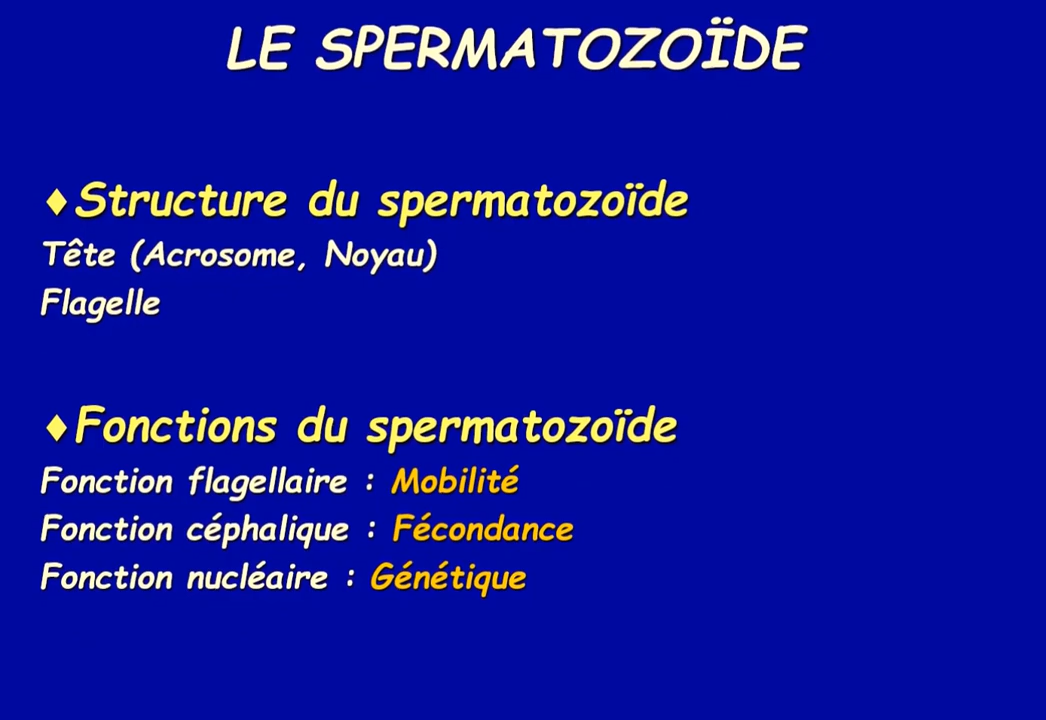 LE SPERMATOZOÏDE
♦Structure du spermatozoïde
Tête (Acrosome, Noyau)
Flagelle
♦Fonctions du spermatozoïde
Fonction flagellaire : Mobilité
Fonction céphalique : Fécondance
Fonction nucléaire : Génétique